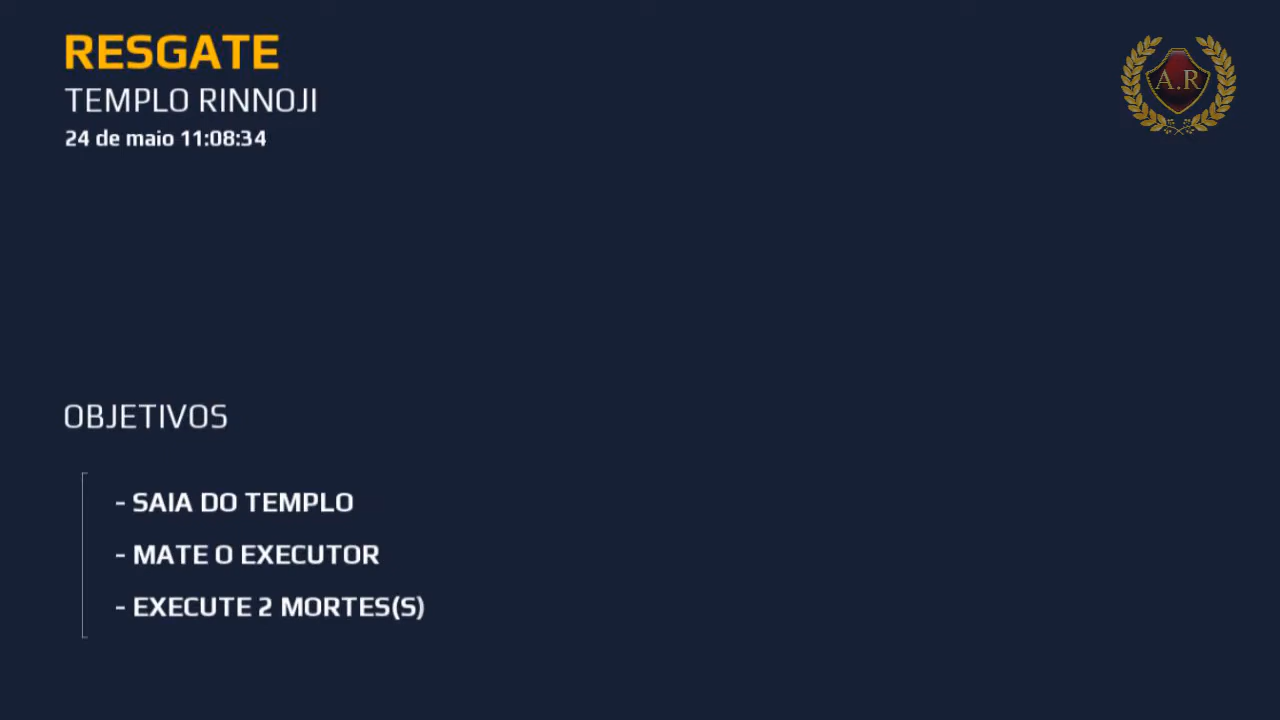 RESGATE
TEMPLO RINNOJI
24 de maio 11:08:34
A.R
OBJETIVOS
- SAIA DO TEMPLO
- MATE O EXECUTOR
- EXECUTE 2 MORTES(S)